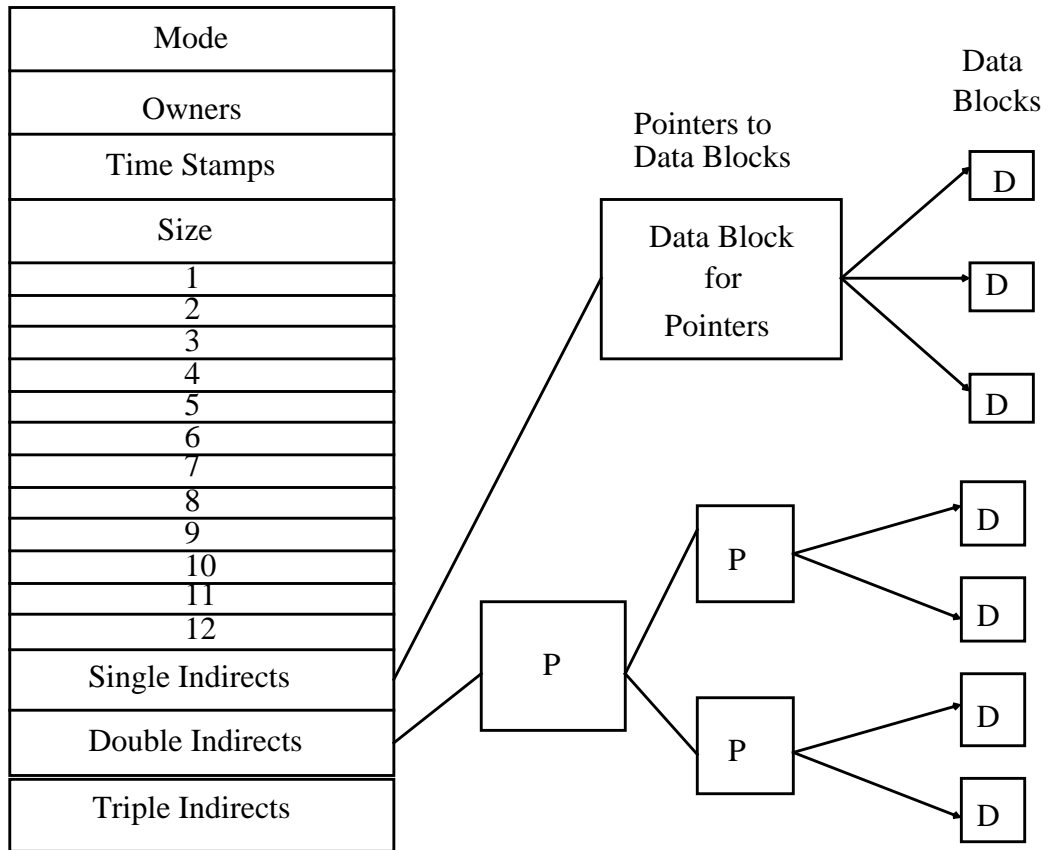 Mode
Owners
Time Stamps
Size
1
2
3
4
5
6
7
8
9
10
11
12
Single Indirects
Double Indirects
Triple Indirects
Pointers to
Data Blocks
Data Block
for
Pointers
P
P
P
Data
Blocks
D
D
D
D
D
D
D